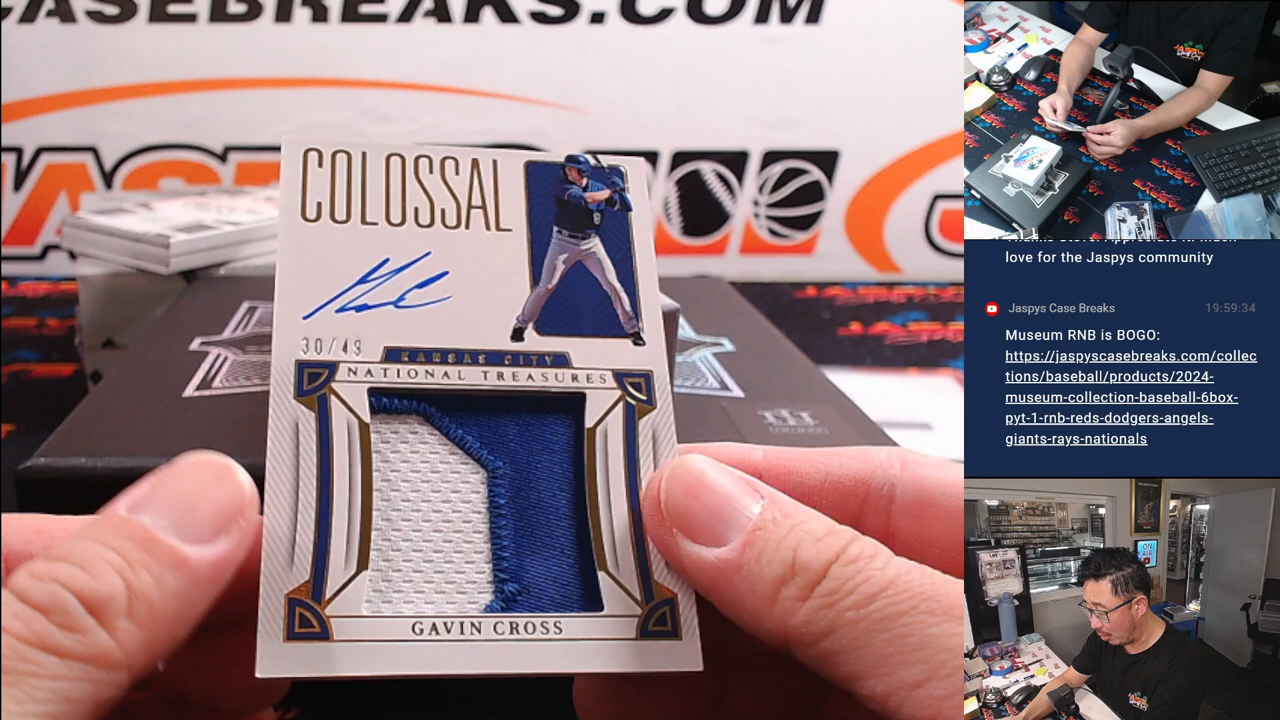 CASEBREAKS.COM
COLOSSAL
30/49
KANSAS CITY
NATIONAL TREASURES
GAVIN CROSS
love for the Jaspys community
Jaspys Case Breaks
19:59:34
Museum RNB is BOGO:
https://jaspyscasebreaks.com/collec
tions/baseball/products/2024-
museum-collection-baseball-6box-
pyt-1-rnb-reds-dodgers-angels-
giants-rays-nationals